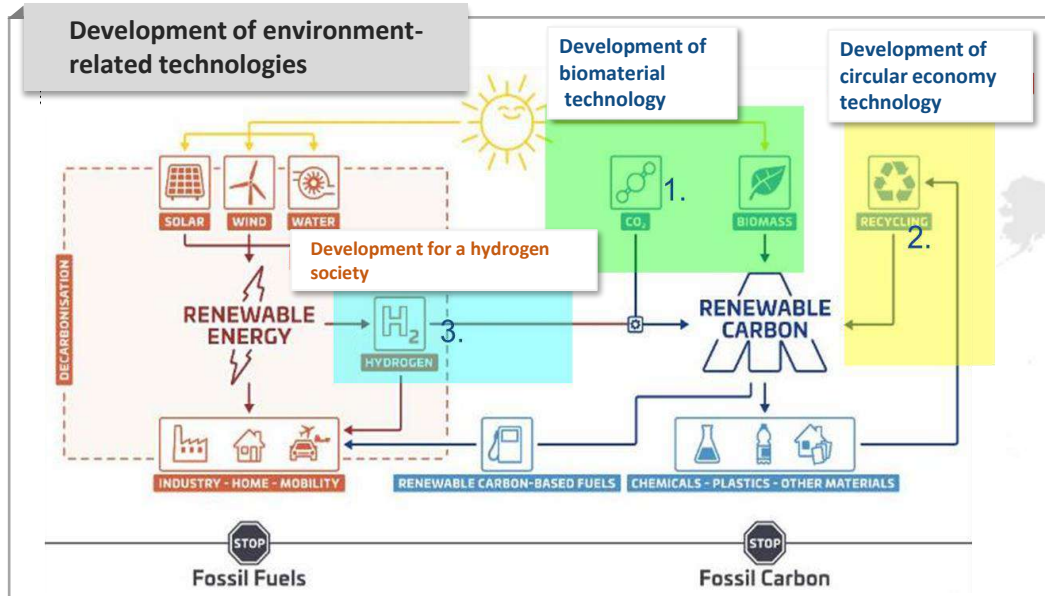 Development of environment-
related technologies
Development of
biomaterial
technology
Development of
circular economy
technology
SOLAR
WIND
WATER
CO₂
1.
BIOMASS
RECYCLING
2.
Development for a hydrogen
society
DECARBONISATION
RENEWABLE
ENERGY
H₂
3.
HYDROGEN
RENEWABLE
CARBON
INDUSTRY - HOME - MOBILITY
RENEWABLE CARBON-BASED FUELS
CHEMICALS - PLASTICS - OTHER MATERIALS
STOP
Fossil Fuels
STOP
Fossil Carbon